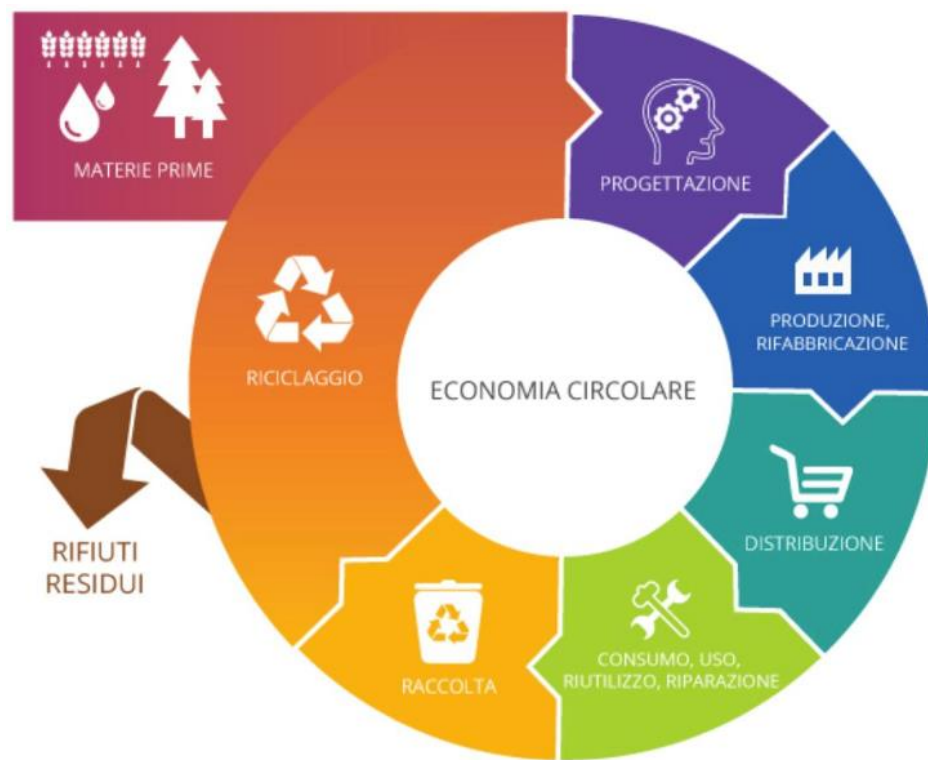 MATERIE PRIME
PROGETTAZIONE
PRODUZIONE,
RIFABBRICAZIONE
RICICLAGGIO
ECONOMIA CIRCOLARE
DISTRIBUZIONE
RIFIUTI
RESIDUI
CONSUMO, USO,
RIUTILIZZO, RIPARAZIONE
RACCOLTA